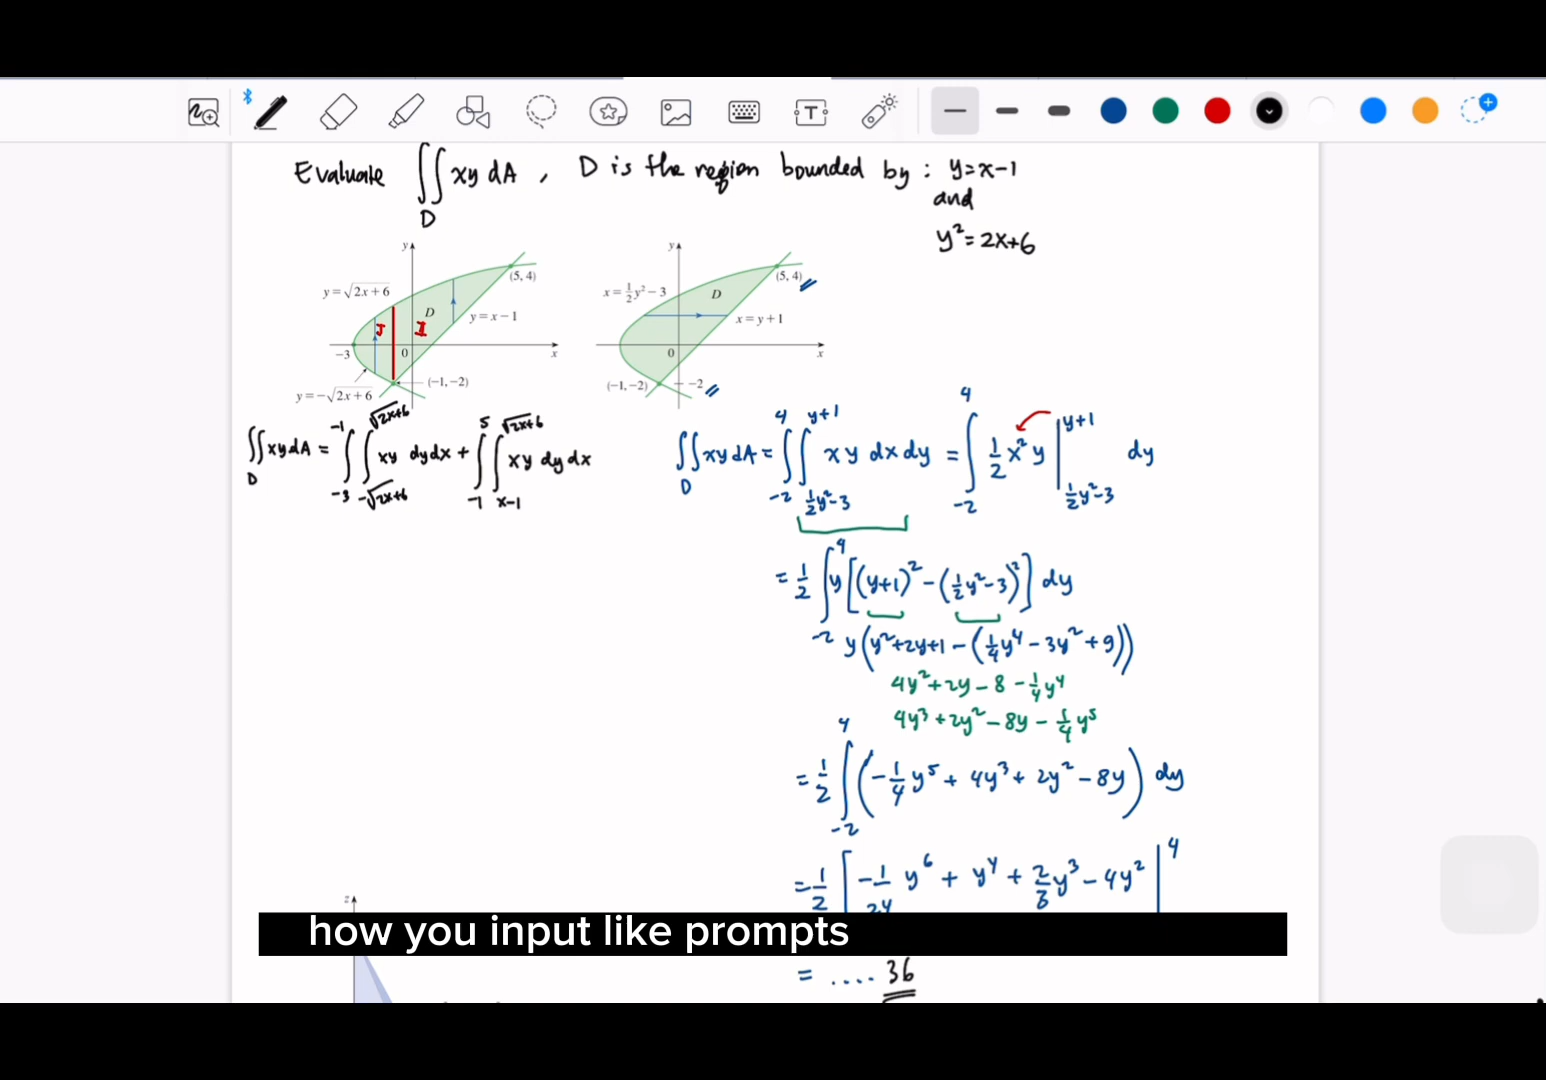 Evaluate ∬_D xy dA , D is the region bounded by : y=x-1
and
y²=2x+6
y
(5, 4)
y=√(2x+6)
D
I
I
y=x-1
-3
0
x
(-1,-2)
y=-√(2x+6)
y
(5, 4)
x=½y²-3
D
x=y+1
0
x
(-1,-2)
-2
∬_D xy dA = ∫_{-3}^{-1} ∫_{-√(2x+6)}^{√(2x+6)} xy dy dx + ∫_{-1}^{5} ∫_{x-1}^{√(2x+6)} xy dy dx
∬_D xy dA = ∫_{-2}^{4} ∫_{½y²-3}^{y+1} xy dx dy = ∫_{-2}^{4} ½x²y |_{½y²-3}^{y+1} dy
= ½ ∫_{-2}^{4} y[(y+1)² - (½y²-3)²] dy
y(y²+2y+1 - (¼y⁴ - 3y² + 9))
4y² + 2y - 8 - ¼y⁴
4y³ + 2y² - 8y - ¼y⁵
= ½ ∫_{-2}^{4} (-¼y⁵ + 4y³ + 2y² - 8y) dy
= ½ [-1/24 y⁶ + y⁴ + ⅔y³ - 4y² |^4
z
how you input like prompts
= .... 36